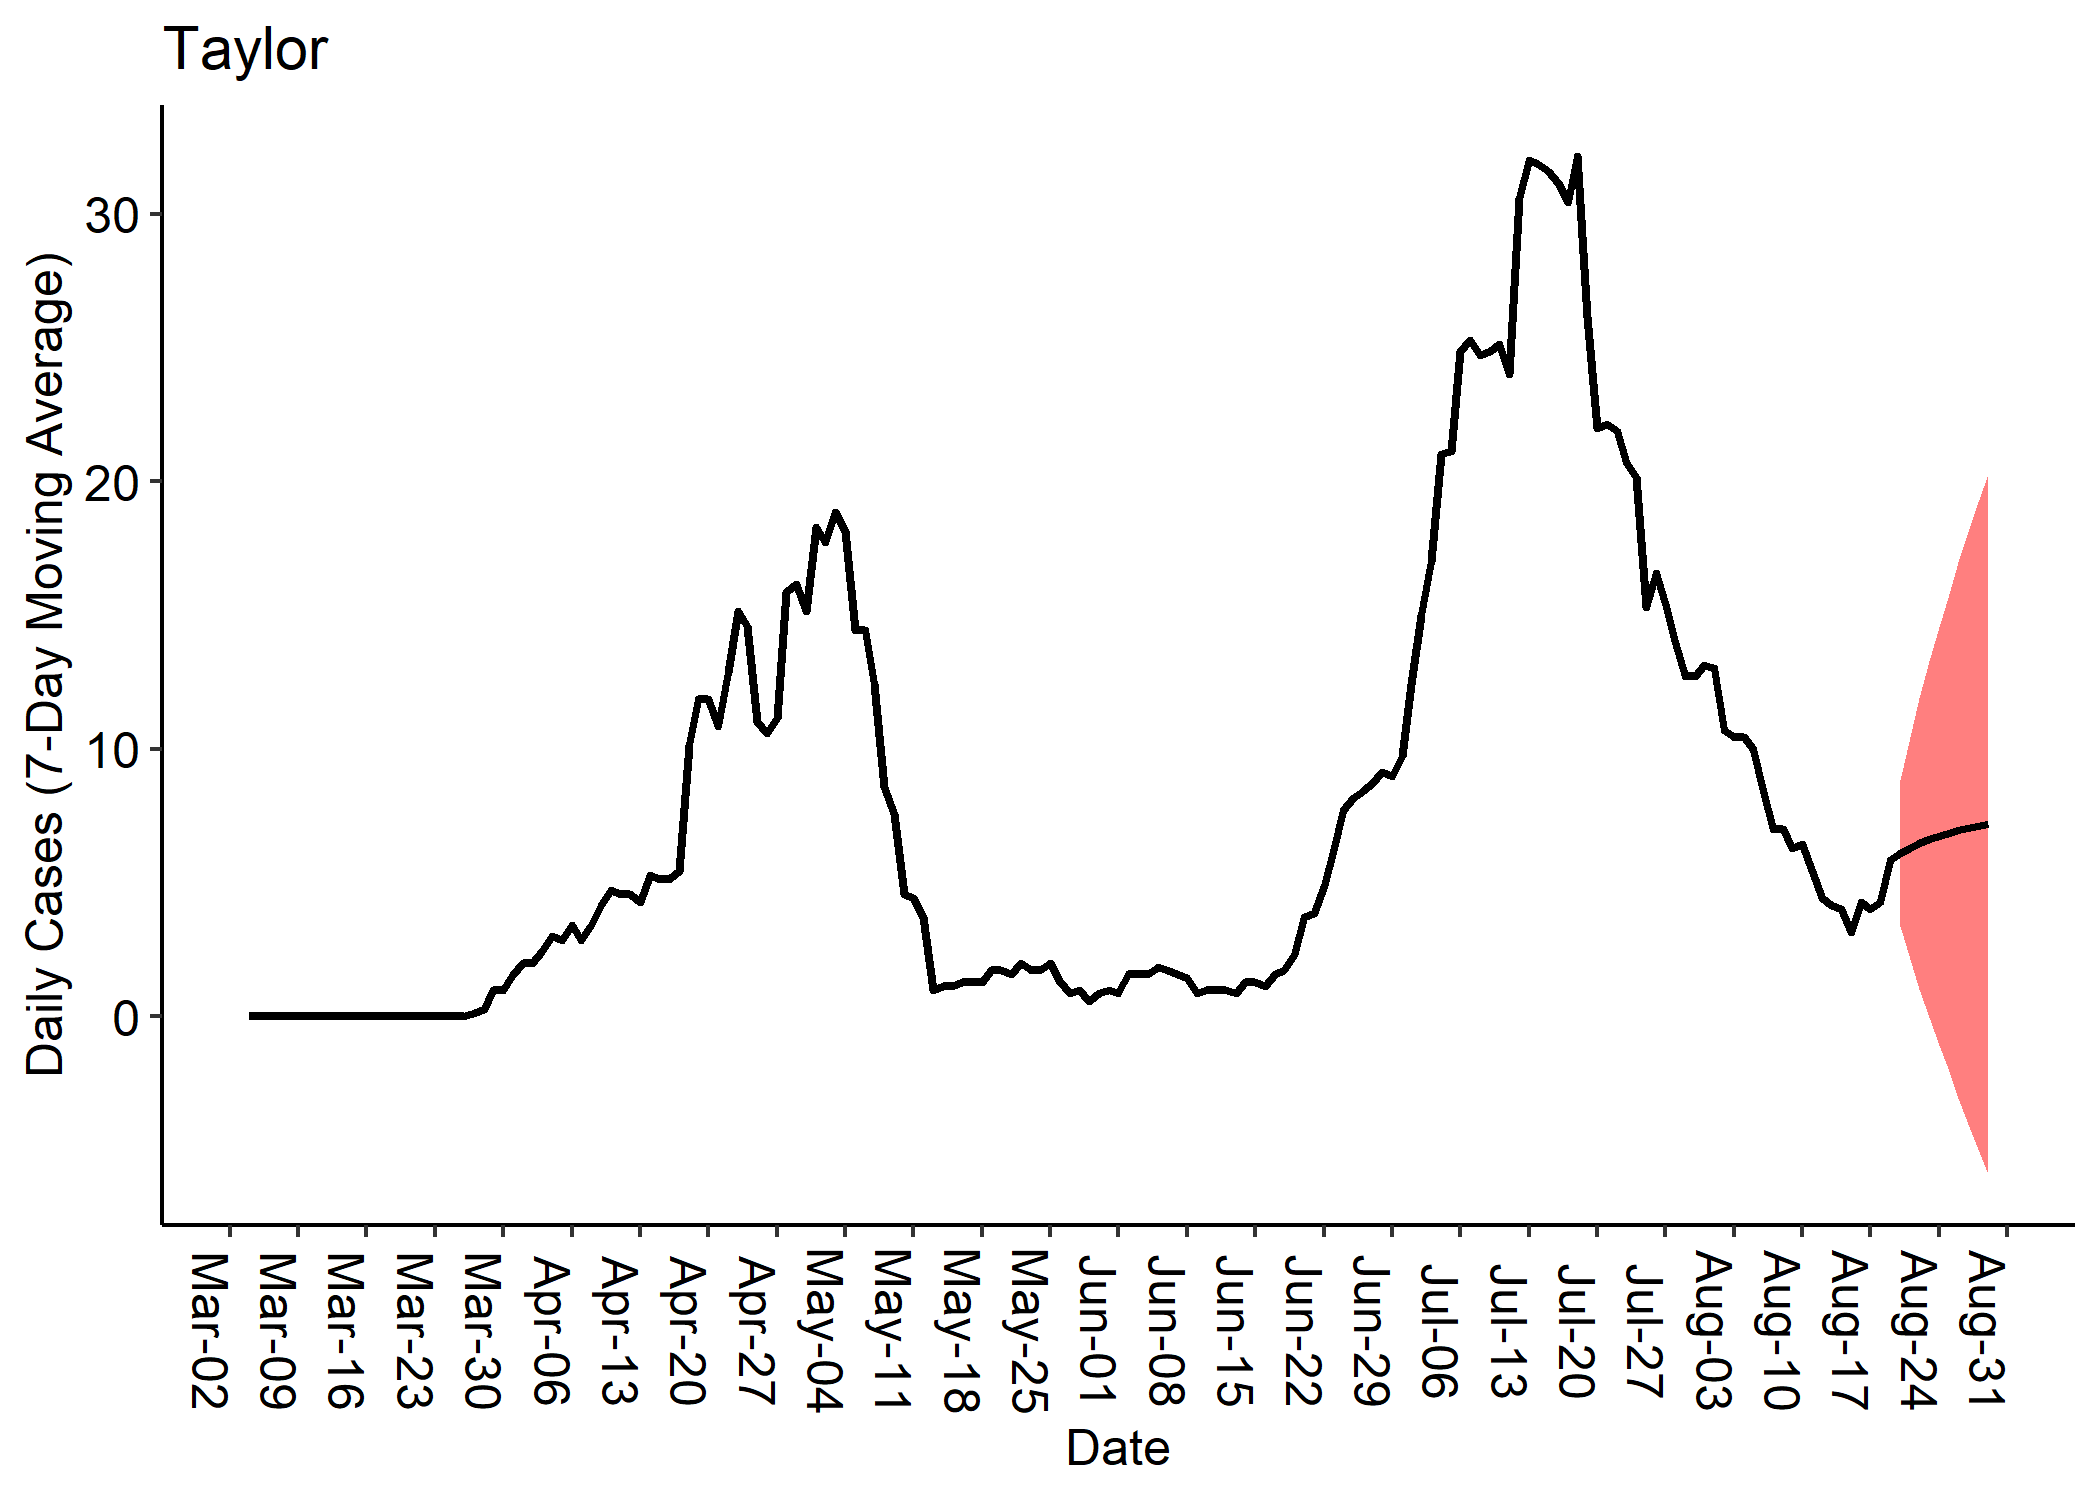 Taylor
Daily Cases (7-Day Moving Average)
30
20
10
0
Mar-02
Mar-09
Mar-16
Mar-23
Mar-30
Apr-06
Apr-13
Apr-20
Apr-27
May-04
May-11
May-18
May-25
Jun-01
Jun-08
Jun-15
Jun-22
Jun-29
Jul-06
Jul-13
Jul-20
Jul-27
Aug-03
Aug-10
Aug-17
Aug-24
Aug-31
Date